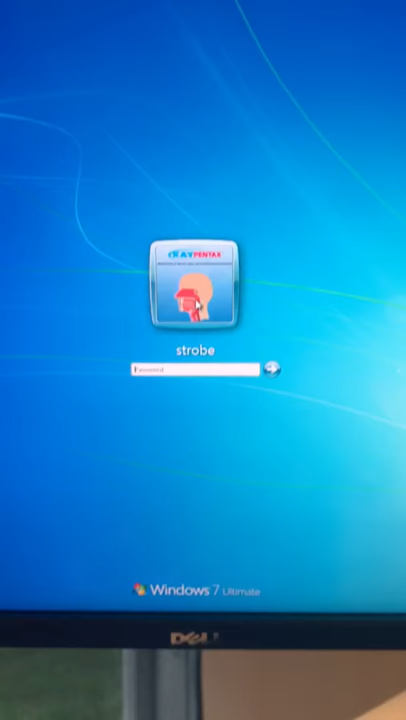 KAYPENTAX
strobe
Password
Windows 7 Ultimate
DELL